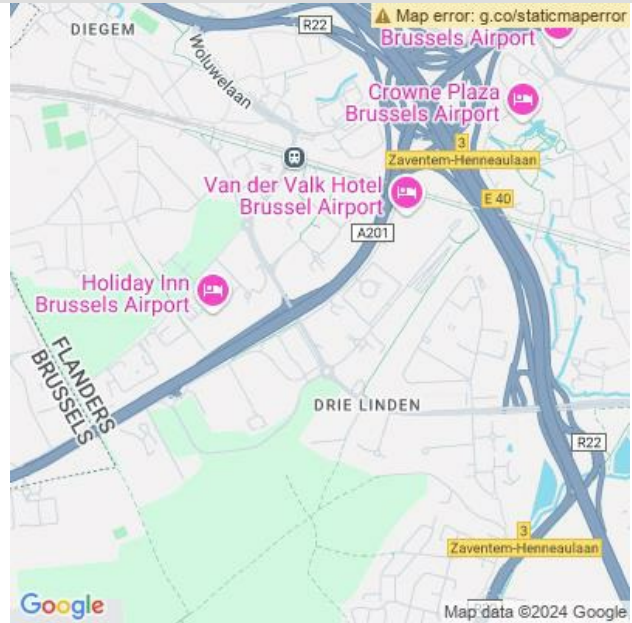 Map error: g.co/staticmaperror
DIEGEM
R22
Woluwelaan
Brussels Airport
Crowne Plaza
Brussels Airport
3
Zaventem-Henneaulaan
Van der Valk Hotel
Brussel Airport
E 40
A201
Holiday Inn
Brussels Airport
FLANDERS
BRUSSELS
DRIE LINDEN
R22
3
Zaventem-Henneaulaan
Google
Map data ©2024 Google